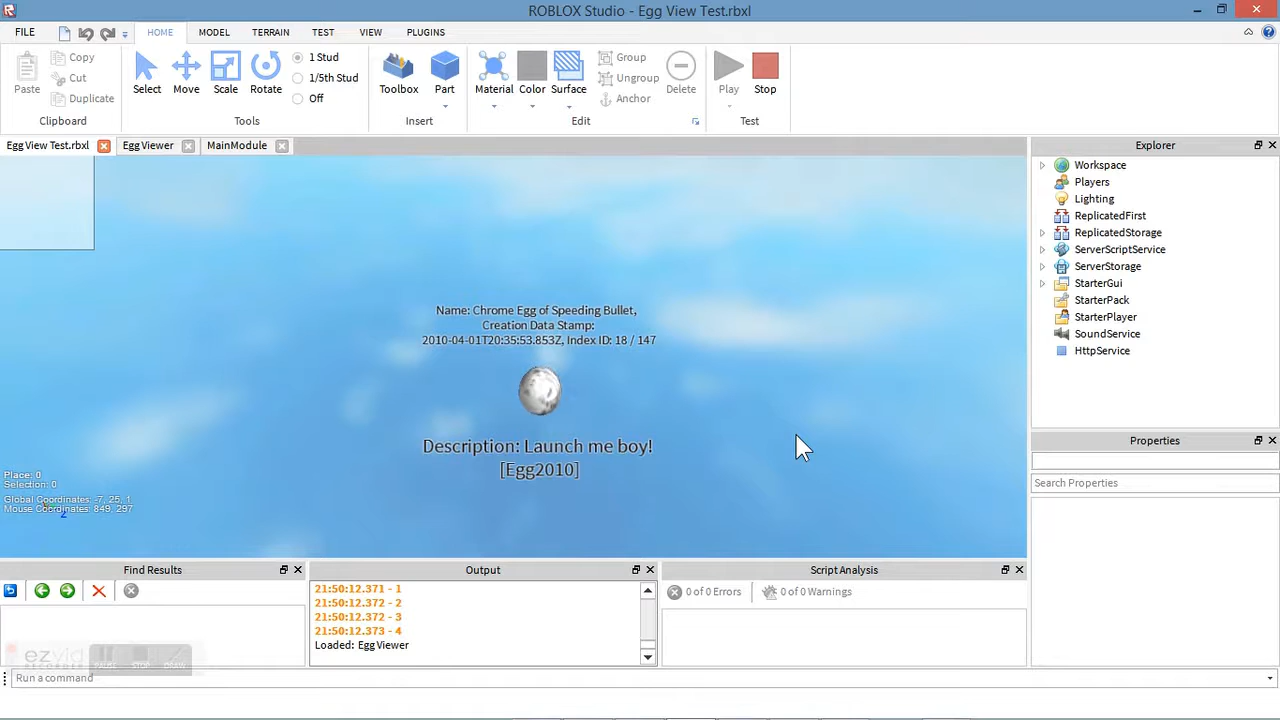 ROBLOX Studio - Egg View Test.rbxl
FILE HOME MODEL TERRAIN TEST VIEW PLUGINS
Paste
Copy
Cut
Duplicate
Clipboard
Select
Move
Scale
Rotate
1 Stud
1/5th Stud
Off
Tools
Toolbox
Part
Insert
Material
Color
Surface
Group
Ungroup
Anchor
Delete
Edit
Play
Stop
Test
Egg View Test.rbxl
Egg Viewer
MainModule
Name: Chrome Egg of Speeding Bullet,
Creation Data Stamp:
2010-04-01T20:35:53.853Z, Index ID: 18 / 147
Description: Launch me boy!
[Egg2010]
Place: 0
Selection: 0
Global Coordinates: -7, 25, 1
Mouse Coordinates: 849, 297
Z
Explorer
Workspace
Players
Lighting
ReplicatedFirst
ReplicatedStorage
ServerScriptService
ServerStorage
StarterGui
StarterPack
StarterPlayer
SoundService
HttpService
Properties
Search Properties
Find Results
Output
21:50:12.371 - 1
21:50:12.372 - 2
21:50:12.372 - 3
21:50:12.373 - 4
Loaded: Egg Viewer
Script Analysis
0 of 0 Errors
0 of 0 Warnings
ezvid
RECORDER
PAUSE
STOP
DRAW
Run a command